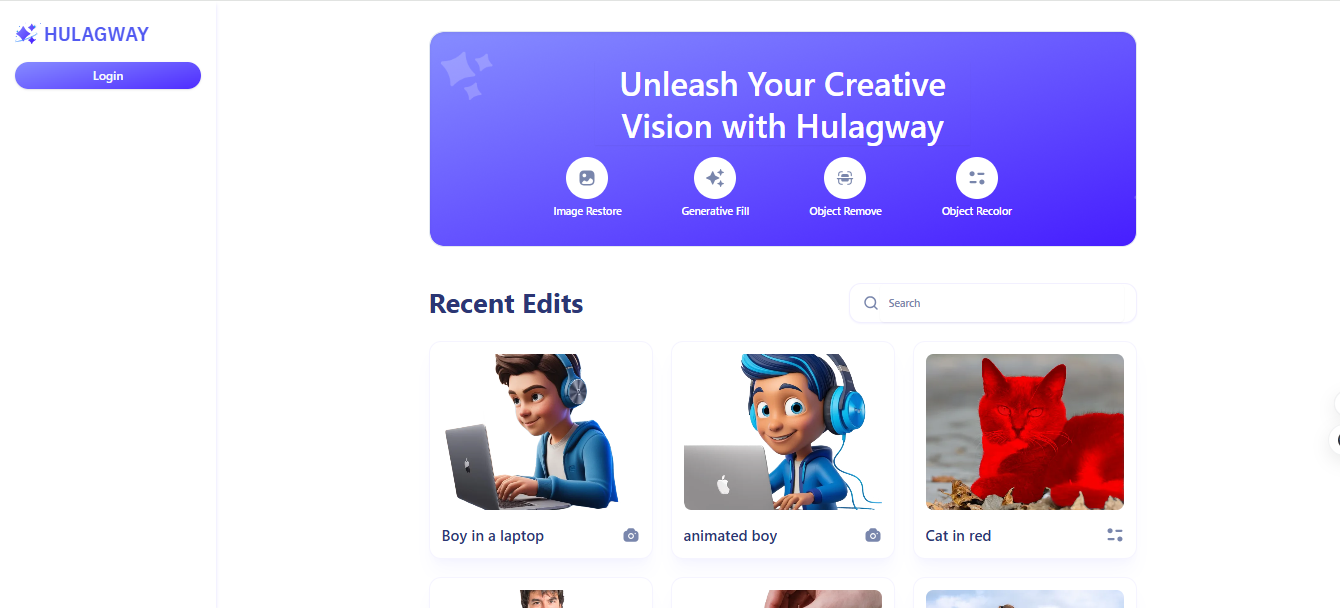 HULAGWAY
Login
Unleash Your Creative
Vision with Hulagway
Image Restore
Generative Fill
Object Remove
Object Recolor
Recent Edits
Search
Boy in a laptop
animated boy
Cat in red